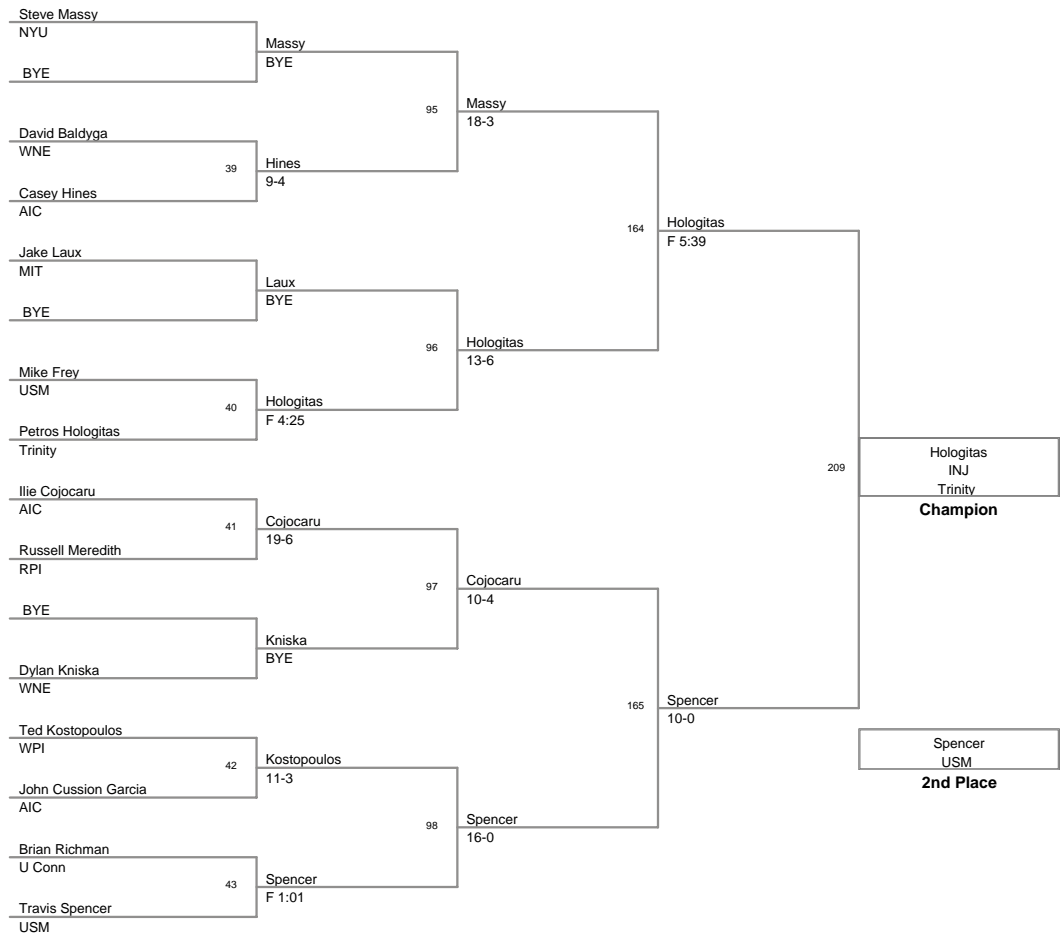 Steve Massy
NYU
BYE
David Baldyga
WNE
Casey Hines
AIC
Jake Laux
MIT
BYE
Mike Frey
USM
Petros Hologitas
Trinity
Ilie Cojocaru
AIC
Russell Meredith
RPI
BYE
Dylan Kniska
WNE
Ted Kostopoulos
WPI
John Cussion Garcia
AIC
Brian Richman
U Conn
Travis Spencer
USM
39
40
41
42
43
Massy
BYE
Hines
9-4
Laux
BYE
Hologitas
F 4:25
Cojocaru
19-6
Kniska
BYE
Kostopoulos
11-3
Spencer
F 1:01
95
96
97
98
Massy
18-3
Hologitas
13-6
Cojocaru
10-4
Spencer
16-0
164
165
Hologitas
F 5:39
Spencer
10-0
209
Hologitas
INJ
Trinity
Champion
Spencer
USM
2nd Place